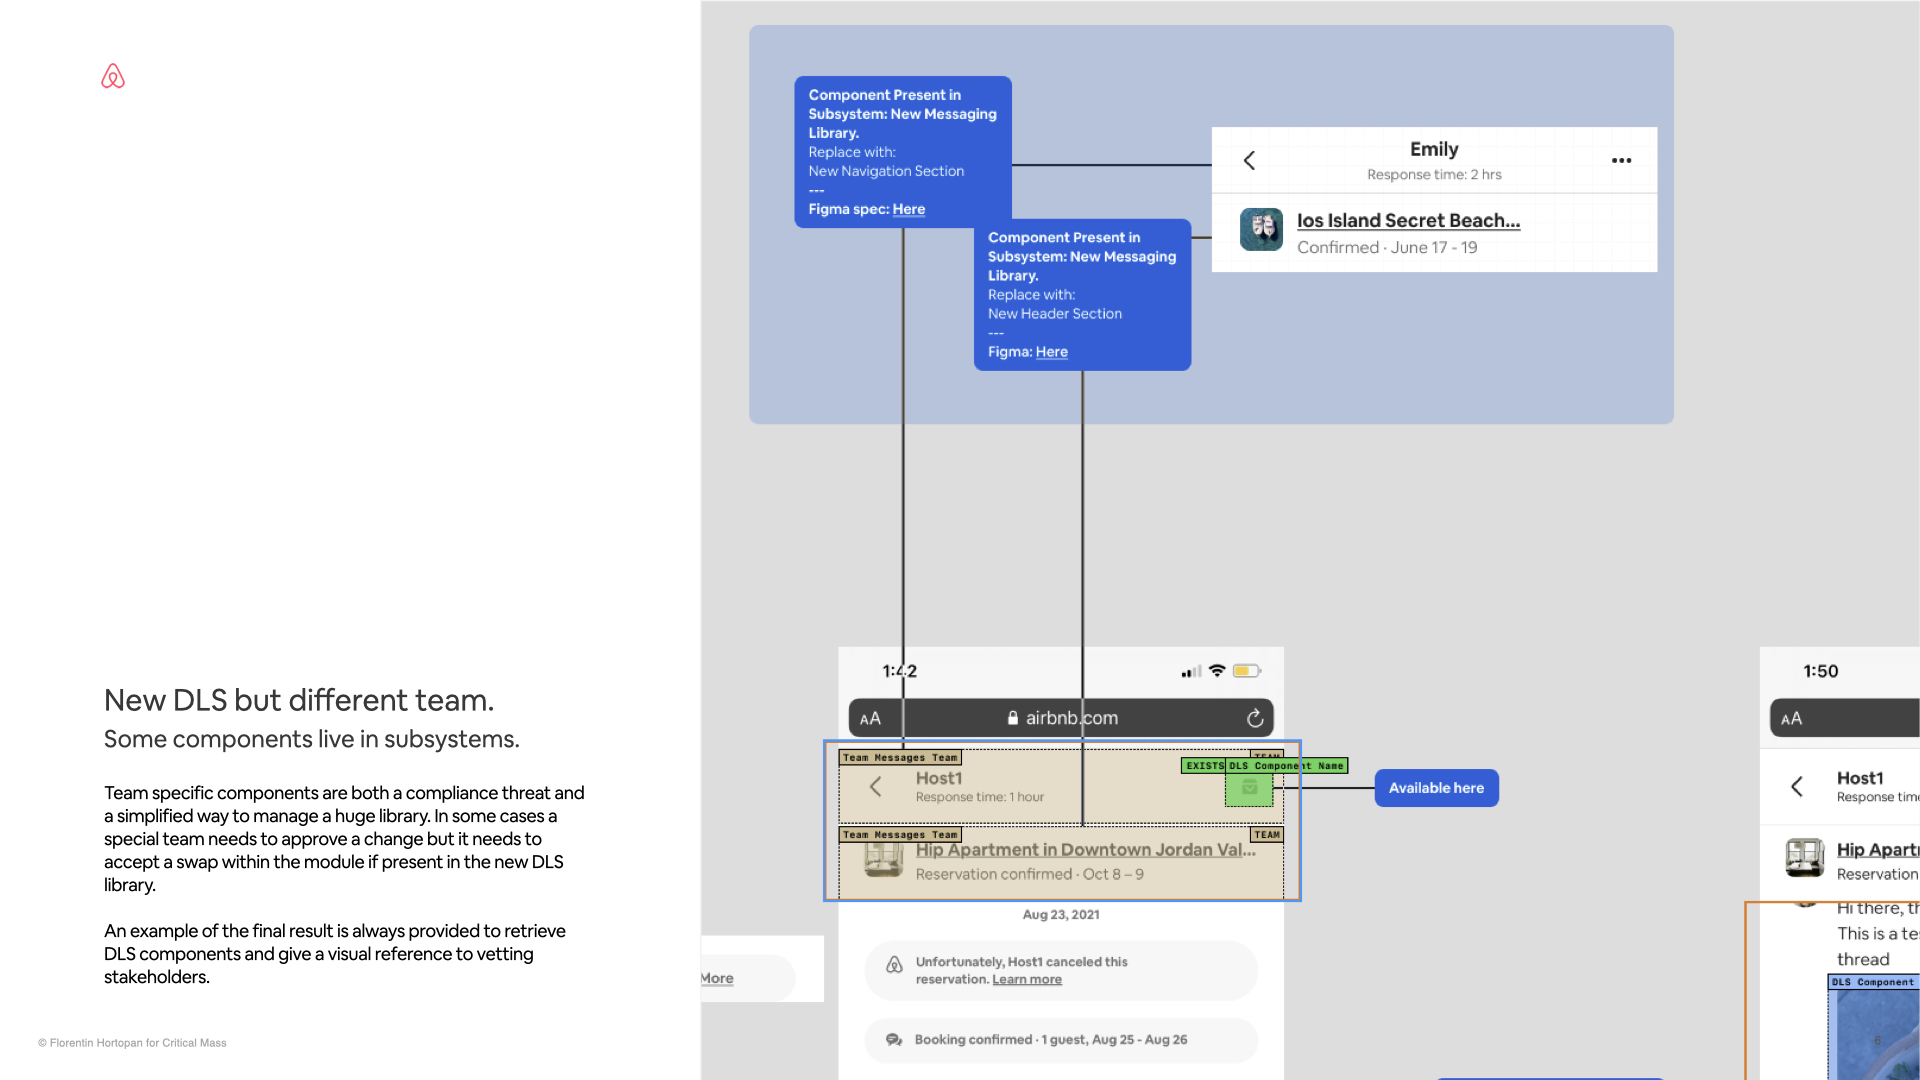 New DLS but different team.
Some components live in subsystems.
Team specific components are both a compliance threat and
a simplified way to manage a huge library. In some cases a
special team needs to approve a change but it needs to
accept a swap within the module if present in the new DLS
library.
An example of the final result is always provided to retrieve
DLS components and give a visual reference to vetting
stakeholders.
© Florentin Hortopan for Critical Mass
Component Present in
Subsystem: New Messaging
Library.
Replace with:
New Navigation Section
---
Figma spec: Here
Component Present in
Subsystem: New Messaging
Library.
Replace with:
New Header Section
---
Figma: Here
Emily
Response time: 2 hrs
Ios Island Secret Beach...
Confirmed · June 17 - 19
1:42
AA
airbnb.com
Team Messages Team
TEAM
EXISTS
DLS Component Name
Host1
Response time: 1 hour
Available here
Team Messages Team
TEAM
Hip Apartment in Downtown Jordan Val...
Reservation confirmed · Oct 8 – 9
Aug 23, 2021
Unfortunately, Host1 canceled this
reservation. Learn more
Booking confirmed · 1 guest, Aug 25 - Aug 26
More
1:50
AA
Host1
Response time
Hip Apart
Reservation
Hi there, th
This is a te
thread
DLS Component
6